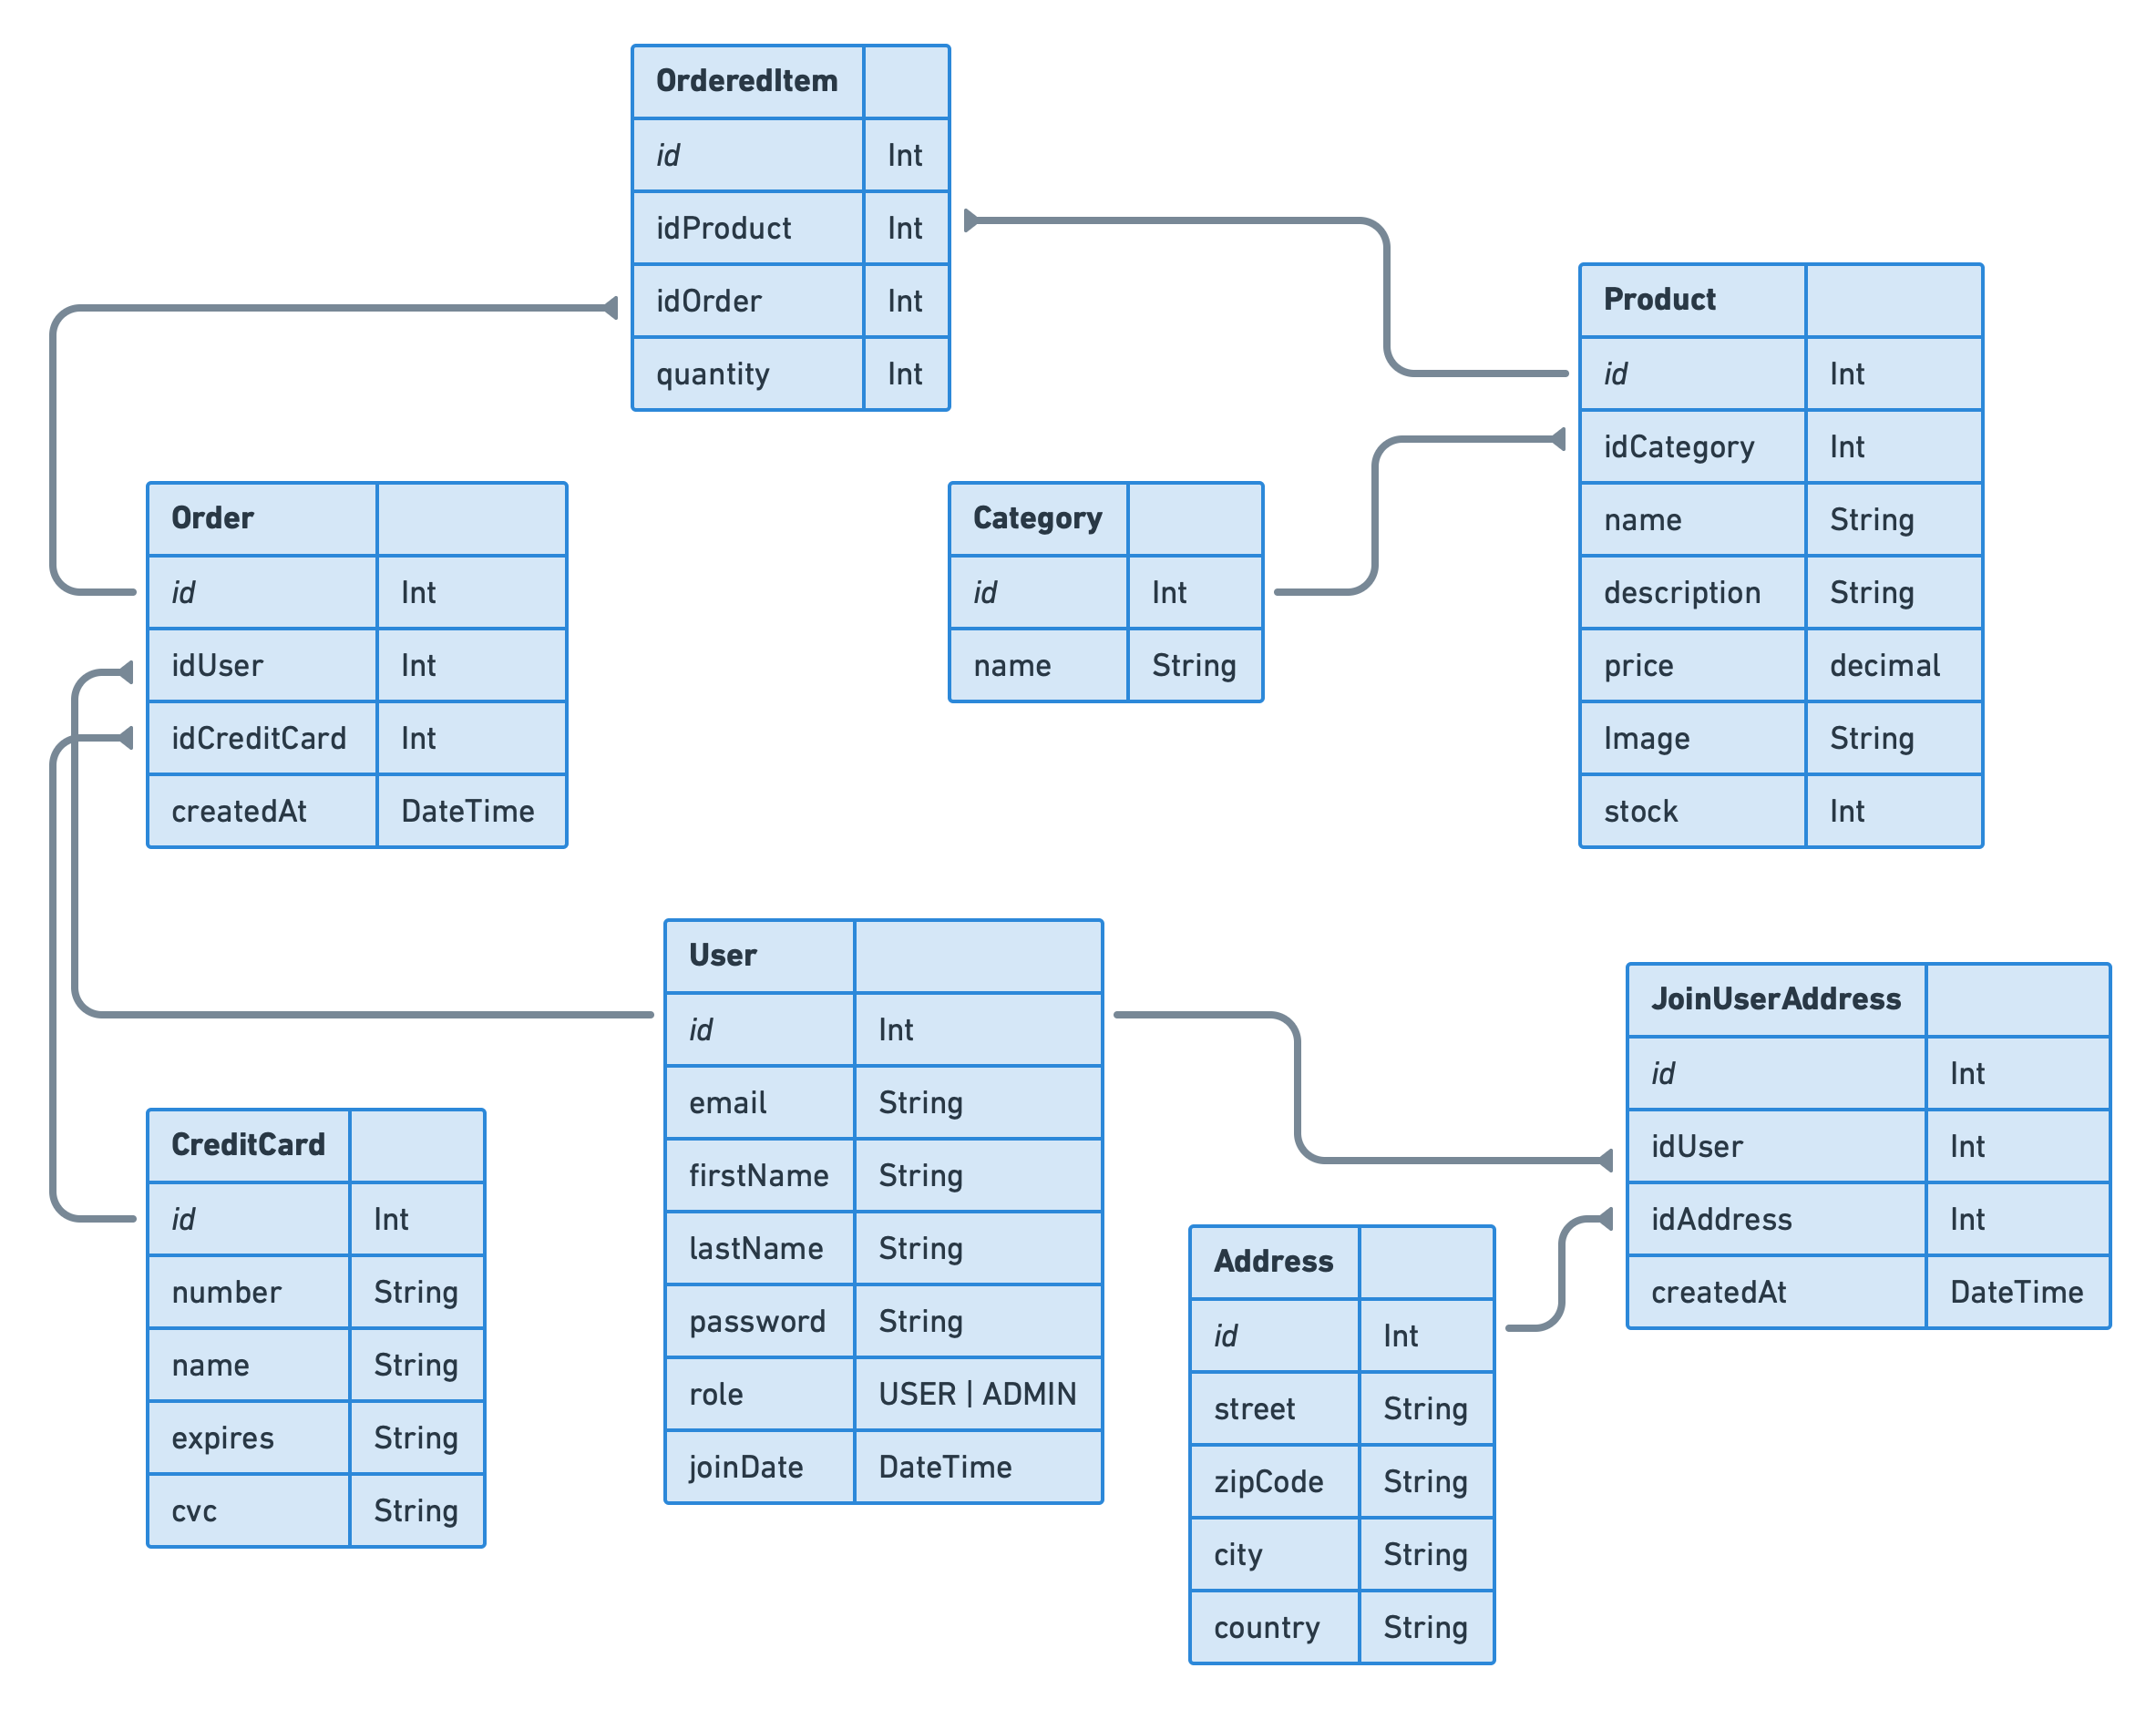 OrderedItem
id Int
idProduct Int
idOrder Int
quantity Int
Product
id Int
idCategory Int
name String
description String
price decimal
Image String
stock Int
Order
id Int
idUser Int
idCreditCard Int
createdAt DateTime
Category
id Int
name String
User
id Int
email String
firstName String
lastName String
password String
role USER | ADMIN
joinDate DateTime
JoinUserAddress
id Int
idUser Int
idAddress Int
createdAt DateTime
CreditCard
id Int
number String
name String
expires String
cvc String
Address
id Int
street String
zipCode String
city String
country String